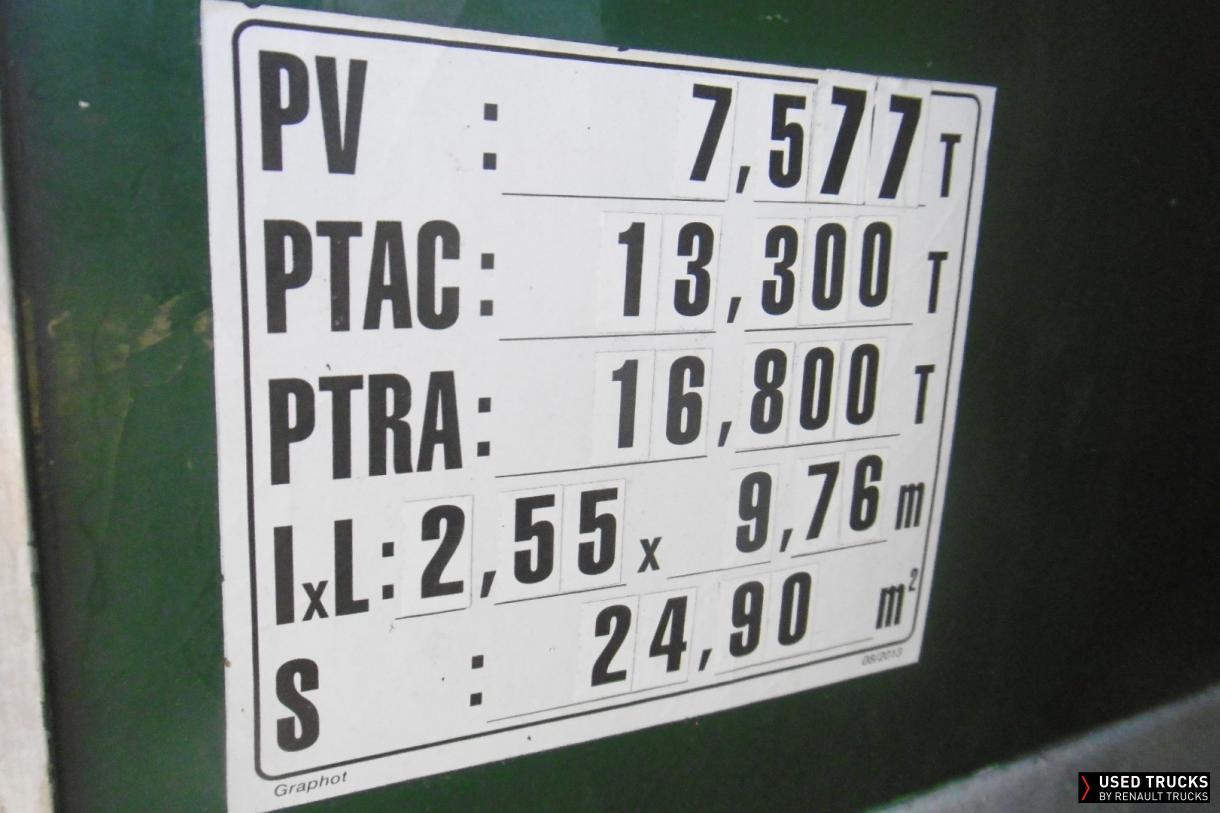 PV : 7,577 T
PTAC : 13,300 T
PTRA : 16,800 T
IxL : 2,55 x 9,76 m
S : 24,90 m²
08/2013
Graphot
USED TRUCKS
BY RENAULT TRUCKS